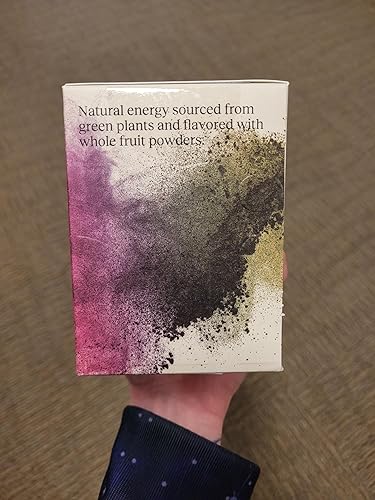 Natural energy sourced from
green plants and flavored with
whole fruit powders.